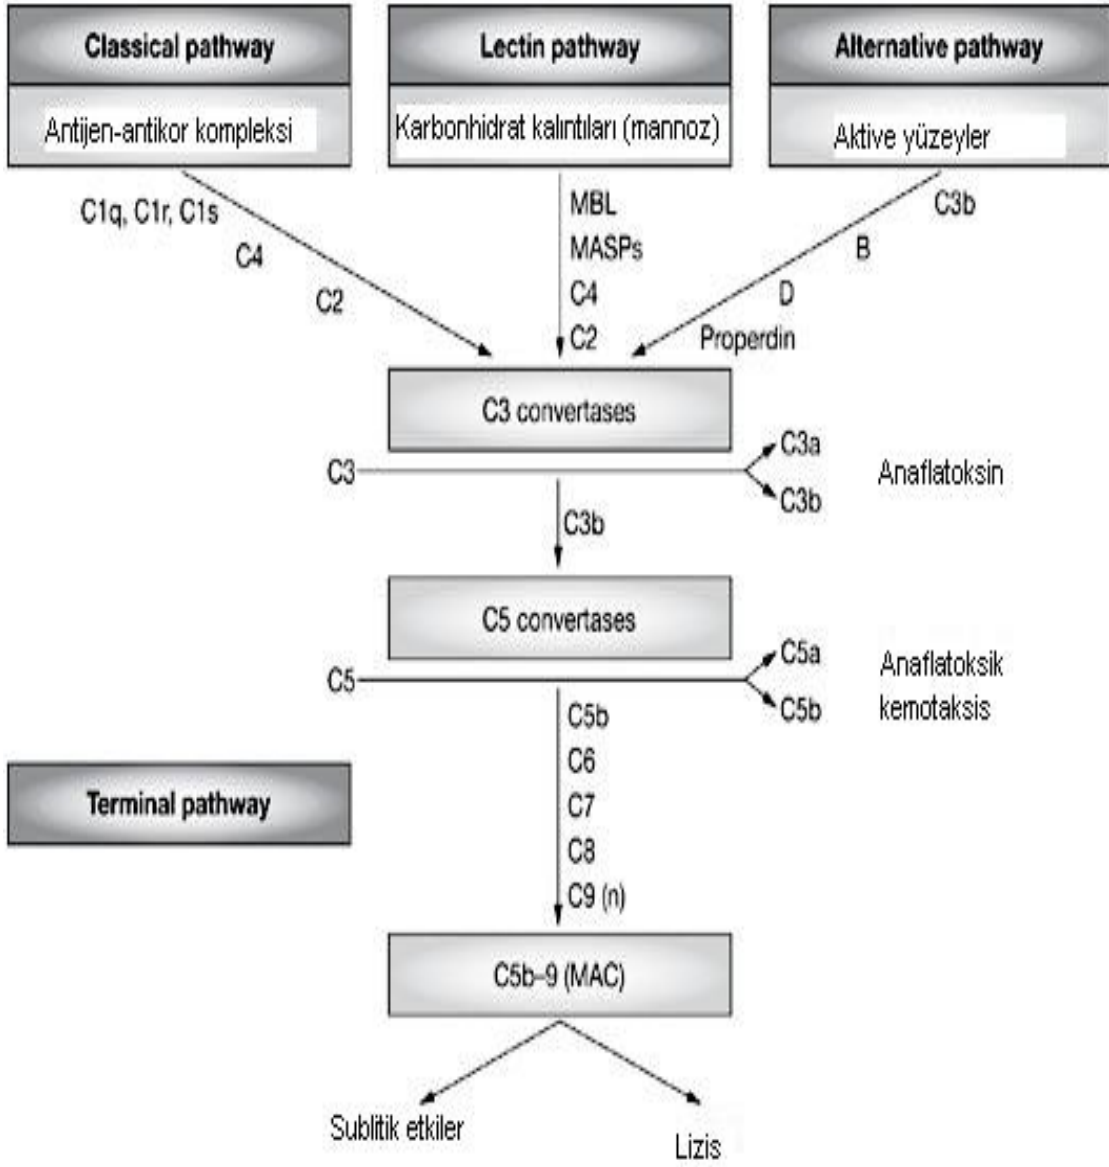 Classical pathway
Lectin pathway
Alternative pathway
Antijen-antikor kompleksi
Karbonhidrat kalıntıları (mannoz)
Aktive yüzeyler
C1q, C1r, C1s
C4
C2
MBL
MASPs
C4
C2
C3b
B
D
Properdin
C3 convertases
C3
C3a
C3b
Anaflatoksin
C3b
C5 convertases
C5
C5a
C5b
Anaflatoksik
kemotaksis
C5b
C6
C7
C8
C9 (n)
Terminal pathway
C5b–9 (MAC)
Sublitik etkiler
Lizis